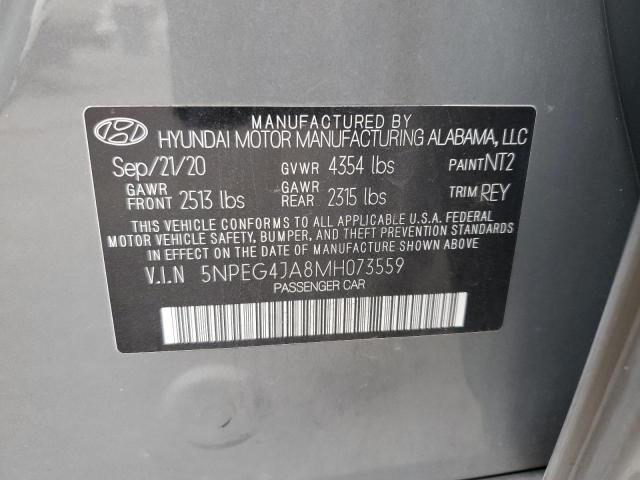 MANUFACTURED BY
HYUNDAI MOTOR MANUFACTURING ALABAMA, LLC
Sep/21/20 GVWR 4354 lbs PAINT NT2
GAWR FRONT 2513 lbs GAWR REAR 2315 lbs TRIM REY
THIS VEHICLE CONFORMS TO ALL APPLICABLE U.S.A. FEDERAL
MOTOR VEHICLE SAFETY, BUMPER, AND THEFT PREVENTION
STANDARDS IN EFFECT ON THE DATE OF MANUFACTURE SHOWN ABOVE.
V.I.N 5NPEG4JA8MH073559
PASSENGER CAR